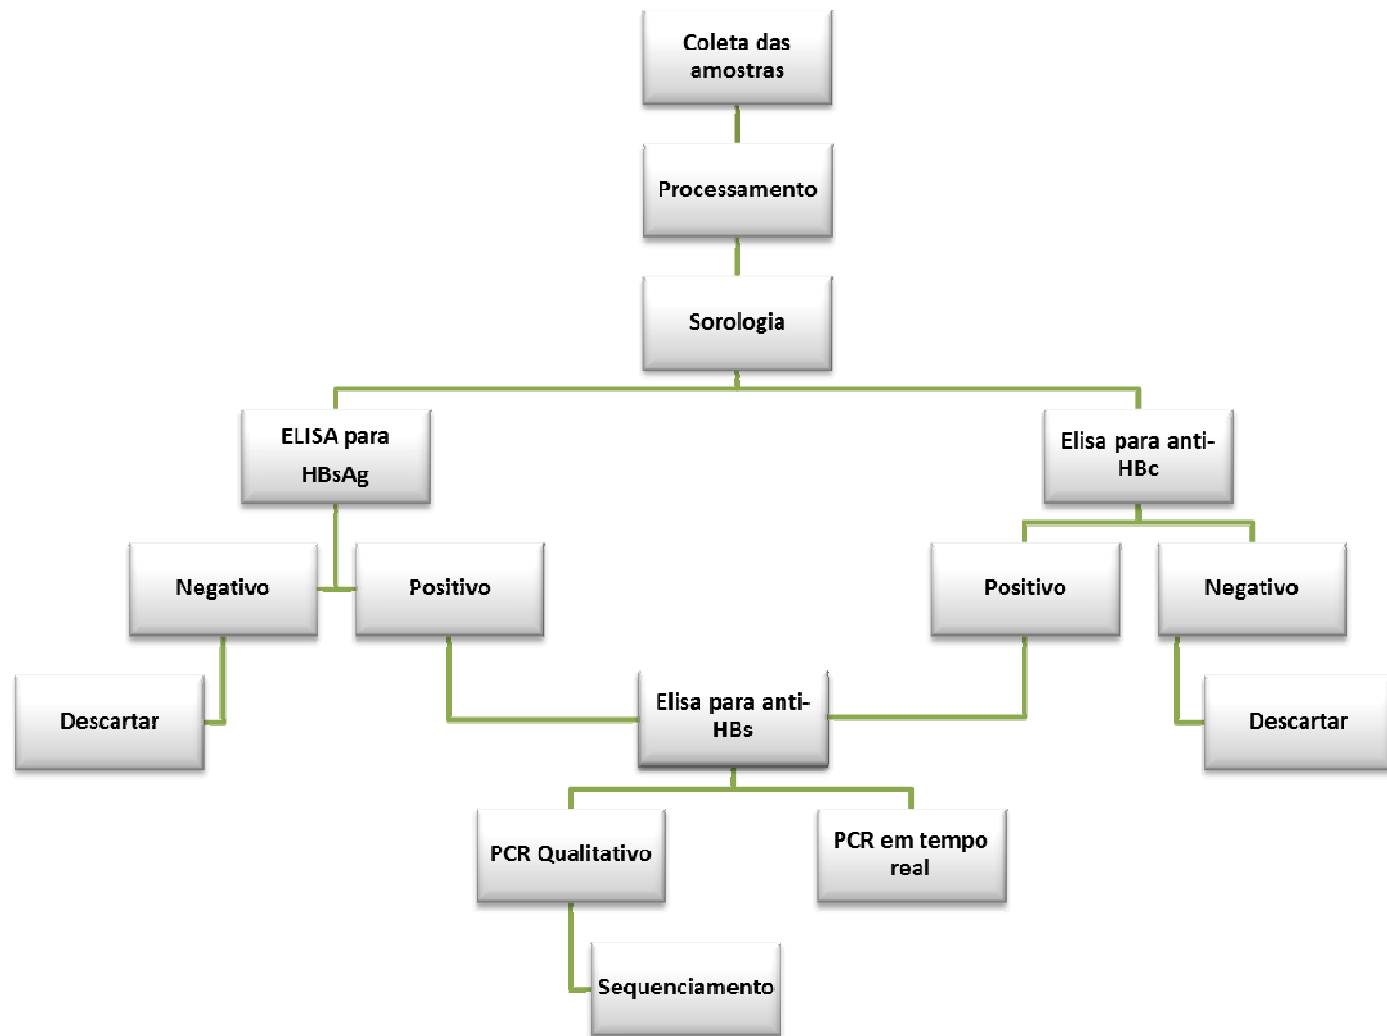 Coleta das
amostras
Processamento
Sorologia
ELISA para
HBsAg
Elisa para anti-
HBc
Negativo
Positivo
Positivo
Negativo
Descartar
Elisa para anti-
HBs
Descartar
PCR Qualitativo
PCR em tempo
real
Sequenciamento